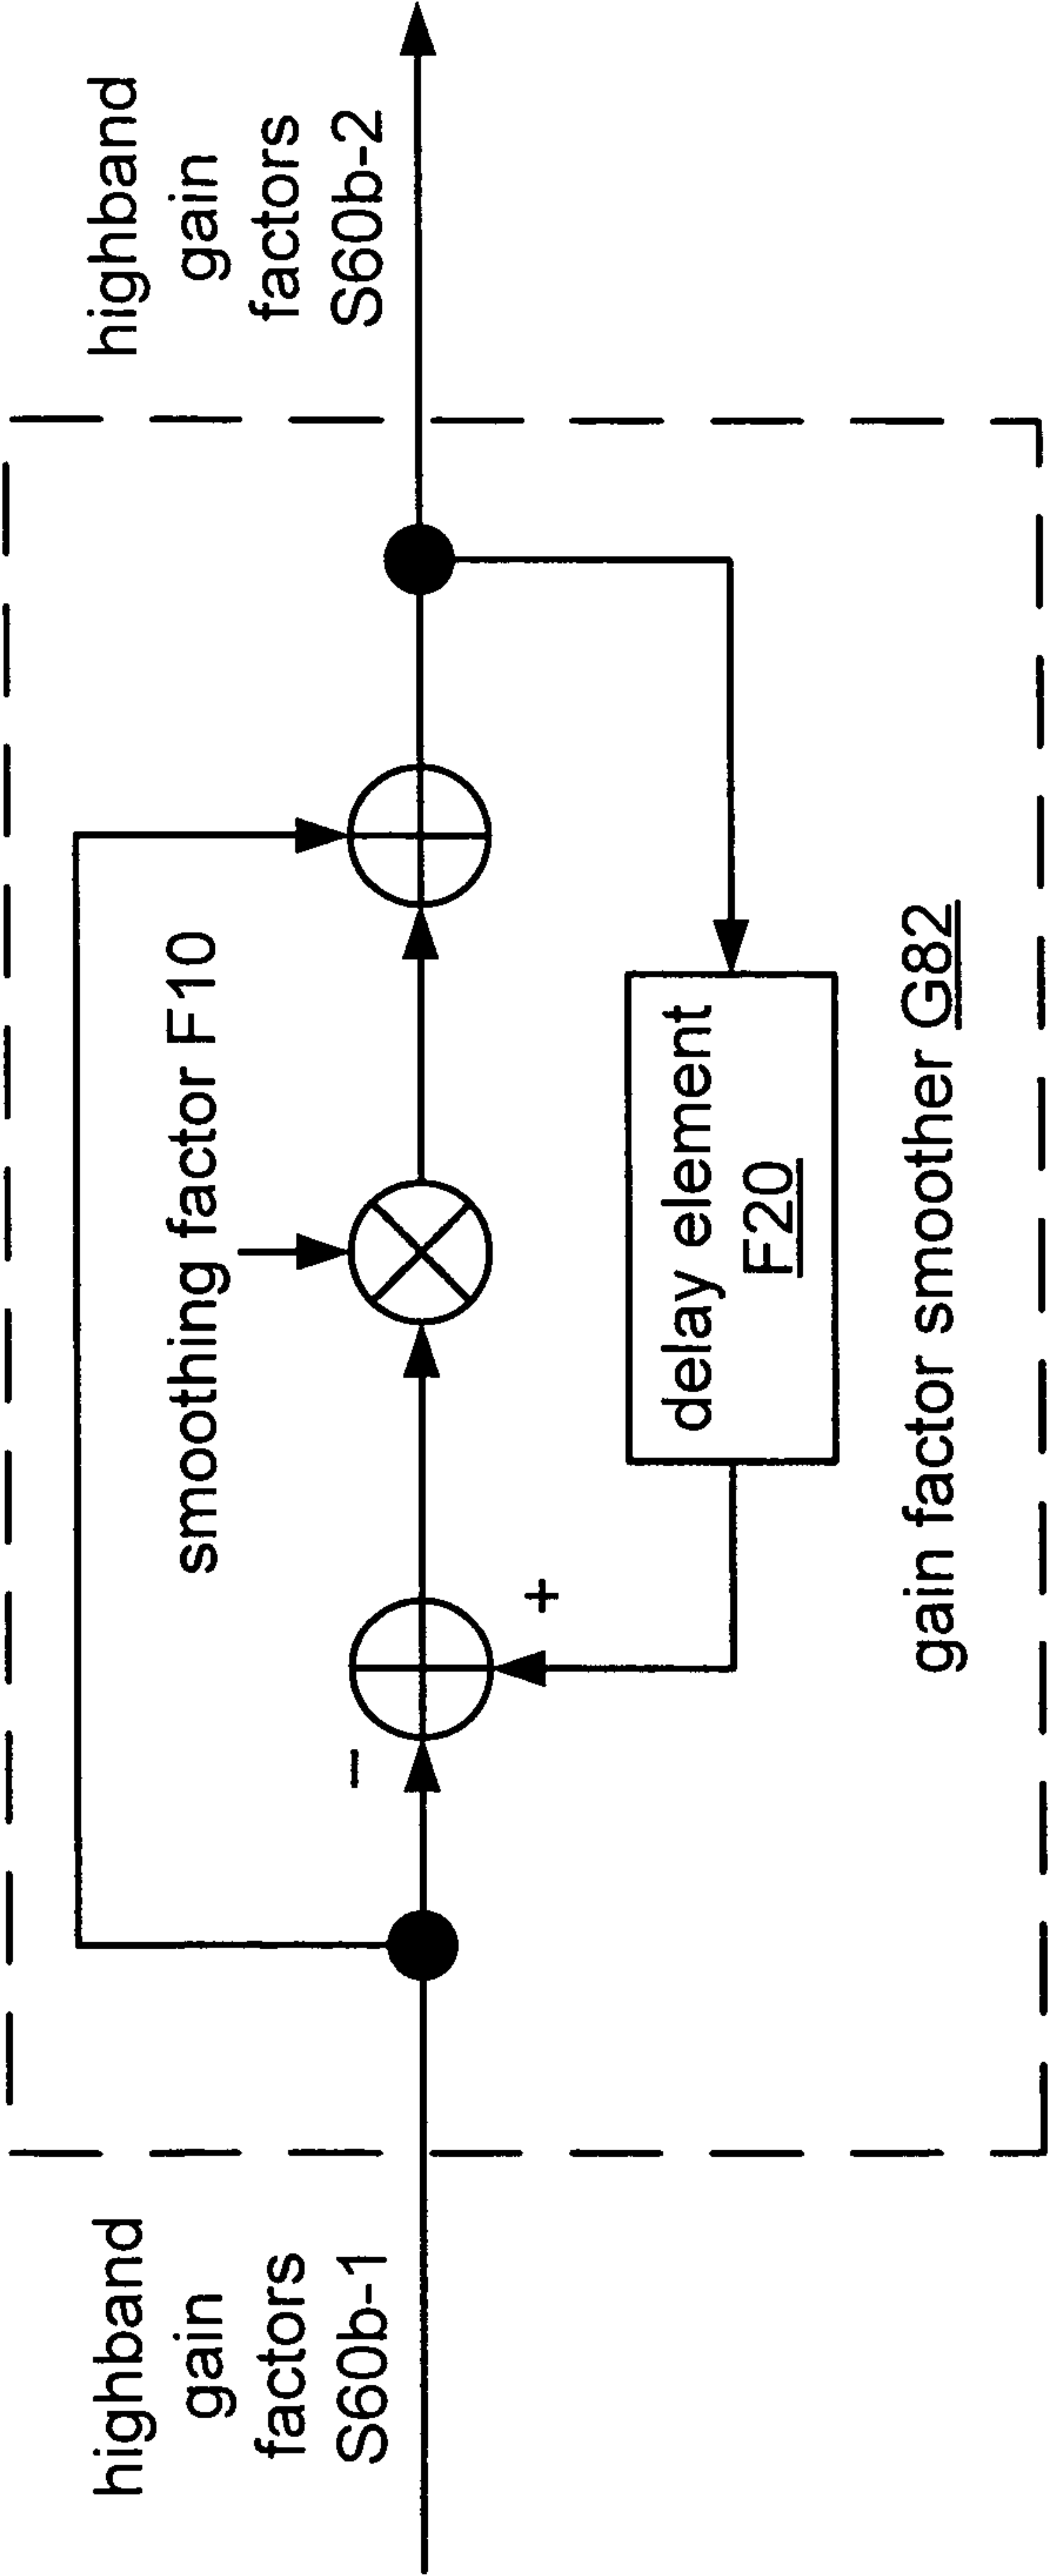 highband
gain
factors
S60b-1
smoothing factor F10
-
+
delay element
F20
gain factor smoother G82
highband
gain
factors
S60b-2